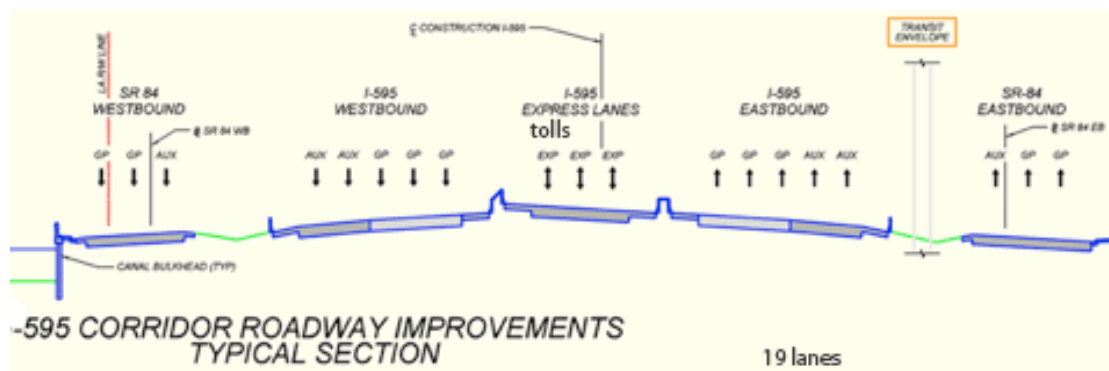 TRANSIT
ENVELOPE
℄ CONSTRUCTION I-595
LA R/W LINE
SR 84
WESTBOUND
I-595
WESTBOUND
I-595
EXPRESS LANES
tolls
I-595
EASTBOUND
SR-84
EASTBOUND
℄ SR 84 WB
℄ SR 84 EB
GP GP AUX
AUX AUX GP GP GP
EXP EXP EXP
GP GP GP AUX AUX
AUX GP GP
CANAL BULKHEAD (TYP)
-595 CORRIDOR ROADWAY IMPROVEMENTS
TYPICAL SECTION
19 lanes